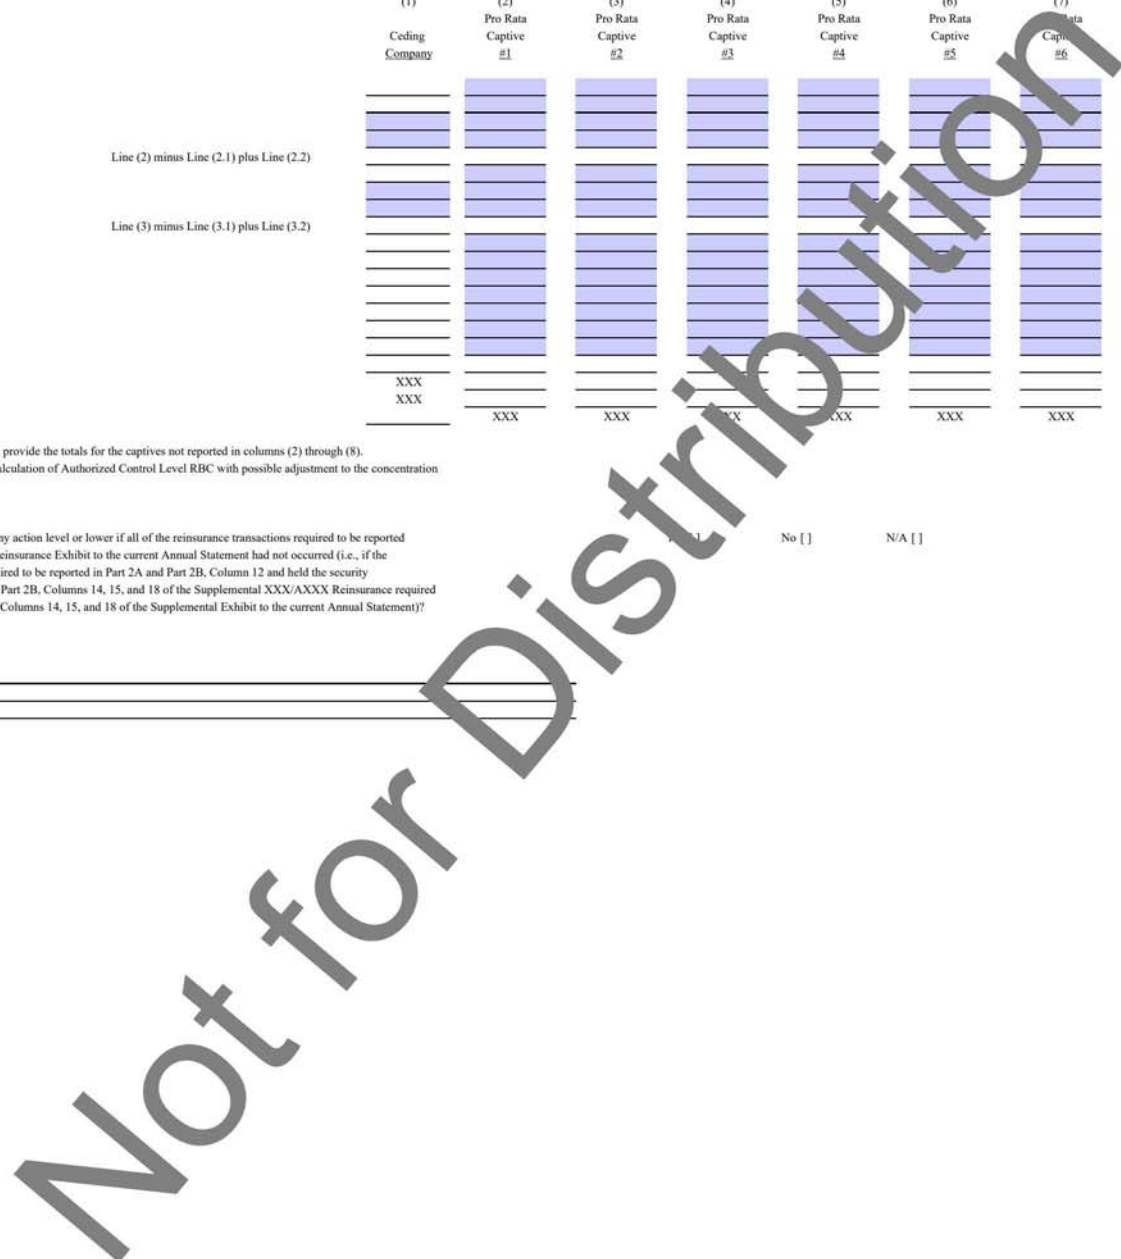 (1) (2) (3) (4) (5) (6) (7)
Pro Rata Pro Rata Pro Rata Pro Rata Pro Rata
Ceding Captive Captive Captive Captive Captive
Company #1 #2 #3 #4 #5 #6
Line (2) minus Line (2.1) plus Line (2.2)
Line (3) minus Line (3.1) plus Line (3.2)
XXX
XXX
XXX XXX XXX XXX XXX
provide the totals for the captives not reported in columns (2) through (8).
Calculation of Authorized Control Level RBC with possible adjustment to the concentration
action level or lower if all of the reinsurance transactions required to be reported No [ ] N/A [ ]
Reinsurance Exhibit to the current Annual Statement had not occurred (i.e., if the
to be reported in Part 2A and Part 2B, Column 12 and held the security
Part 2B, Columns 14, 15, and 18 of the Supplemental XXX/AXXX Reinsurance required
Columns 14, 15, and 18 of the Supplemental Exhibit to the current Annual Statement)?
Not for Distribution